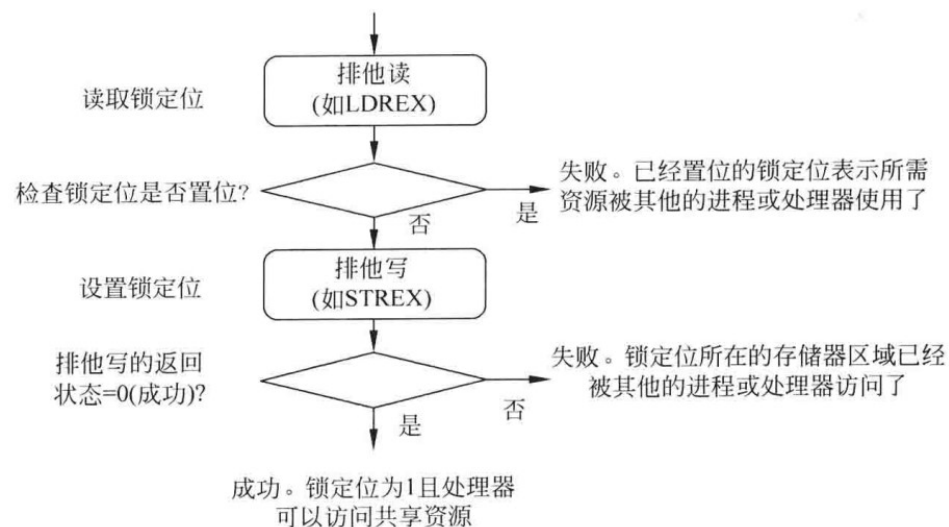 排他读
(如LDREX)
读取锁定位
检查锁定位是否置位?
失败。已经置位的锁定位表示所需
资源被其他的进程或处理器使用了
是
否
排他写
(如STREX)
设置锁定位
排他写的返回
状态=0(成功)?
失败。锁定位所在的存储器区域已经
被其他的进程或处理器访问了
否
是
成功。锁定位为1且处理器
可以访问共享资源